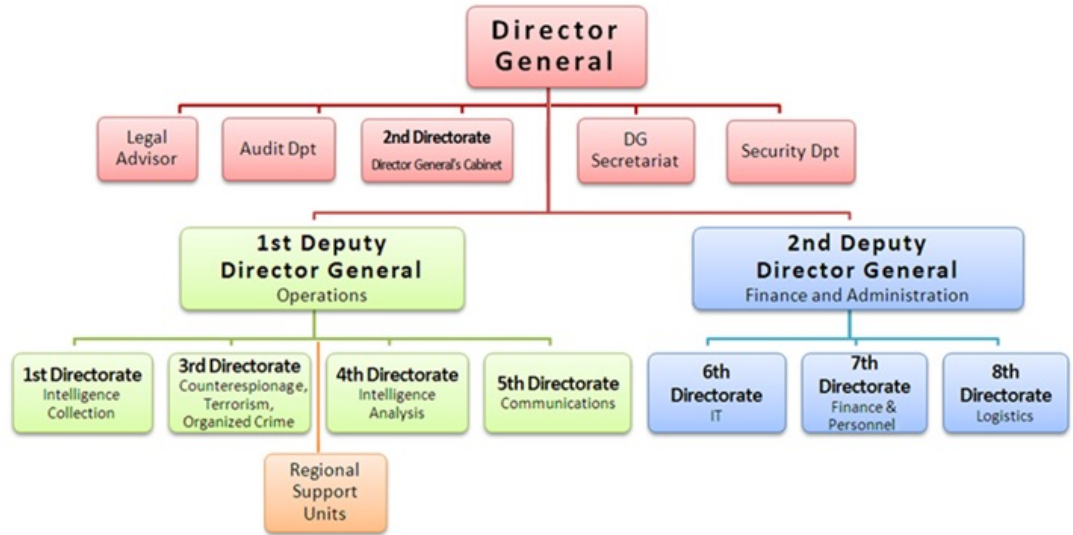 Director
General
Legal
Advisor
Audit Dpt
2nd Directorate
Director General's Cabinet
DG
Secretariat
Security Dpt
1st Deputy
Director General
Operations
2nd Deputy
Director General
Finance and Administration
1st Directorate
Intelligence
Collection
3rd Directorate
Counterespionage,
Terrorism,
Organized Crime
4th Directorate
Intelligence
Analysis
5th Directorate
Communications
6th
Directorate
IT
7th
Directorate
Finance &
Personnel
8th
Directorate
Logistics
Regional
Support
Units